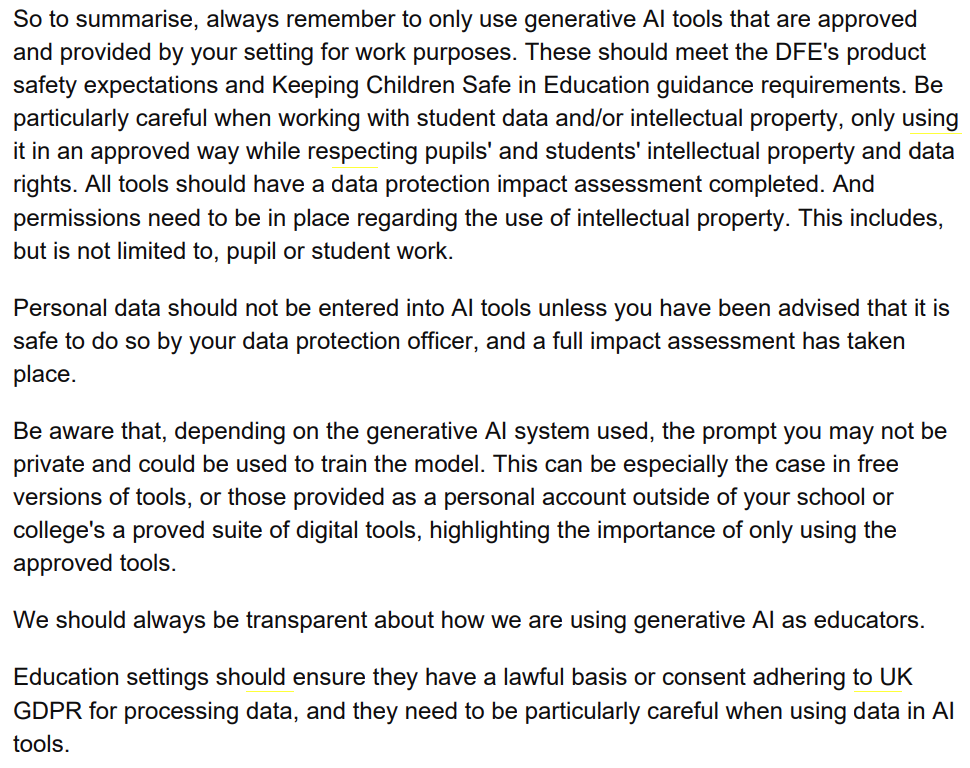 So to summarise, always remember to only use generative AI tools that are approved
and provided by your setting for work purposes. These should meet the DFE's product
safety expectations and Keeping Children Safe in Education guidance requirements. Be
particularly careful when working with student data and/or intellectual property, only using
it in an approved way while respecting pupils' and students' intellectual property and data
rights. All tools should have a data protection impact assessment completed. And
permissions need to be in place regarding the use of intellectual property. This includes,
but is not limited to, pupil or student work.
Personal data should not be entered into AI tools unless you have been advised that it is
safe to do so by your data protection officer, and a full impact assessment has taken
place.
Be aware that, depending on the generative AI system used, the prompt you may not be
private and could be used to train the model. This can be especially the case in free
versions of tools, or those provided as a personal account outside of your school or
college's a proved suite of digital tools, highlighting the importance of only using the
approved tools.
We should always be transparent about how we are using generative AI as educators.
Education settings should ensure they have a lawful basis or consent adhering to UK
GDPR for processing data, and they need to be particularly careful when using data in AI
tools.